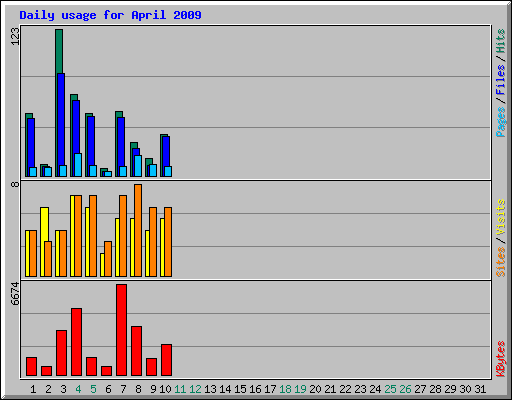 Daily usage for April 2009
123
8
6674
Pages / Files / Hits
Sites / Visits
KBytes
1 2 3 4 5 6 7 8 9 10 11 12 13 14 15 16 17 18 19 20 21 22 23 24 25 26 27 28 29 30 31